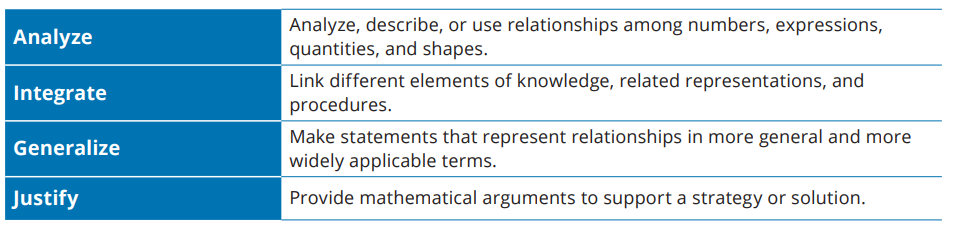 Analyze
Analyze, describe, or use relationships among numbers, expressions,
quantities, and shapes.
Integrate
Link different elements of knowledge, related representations, and
procedures.
Generalize
Make statements that represent relationships in more general and more
widely applicable terms.
Justify
Provide mathematical arguments to support a strategy or solution.